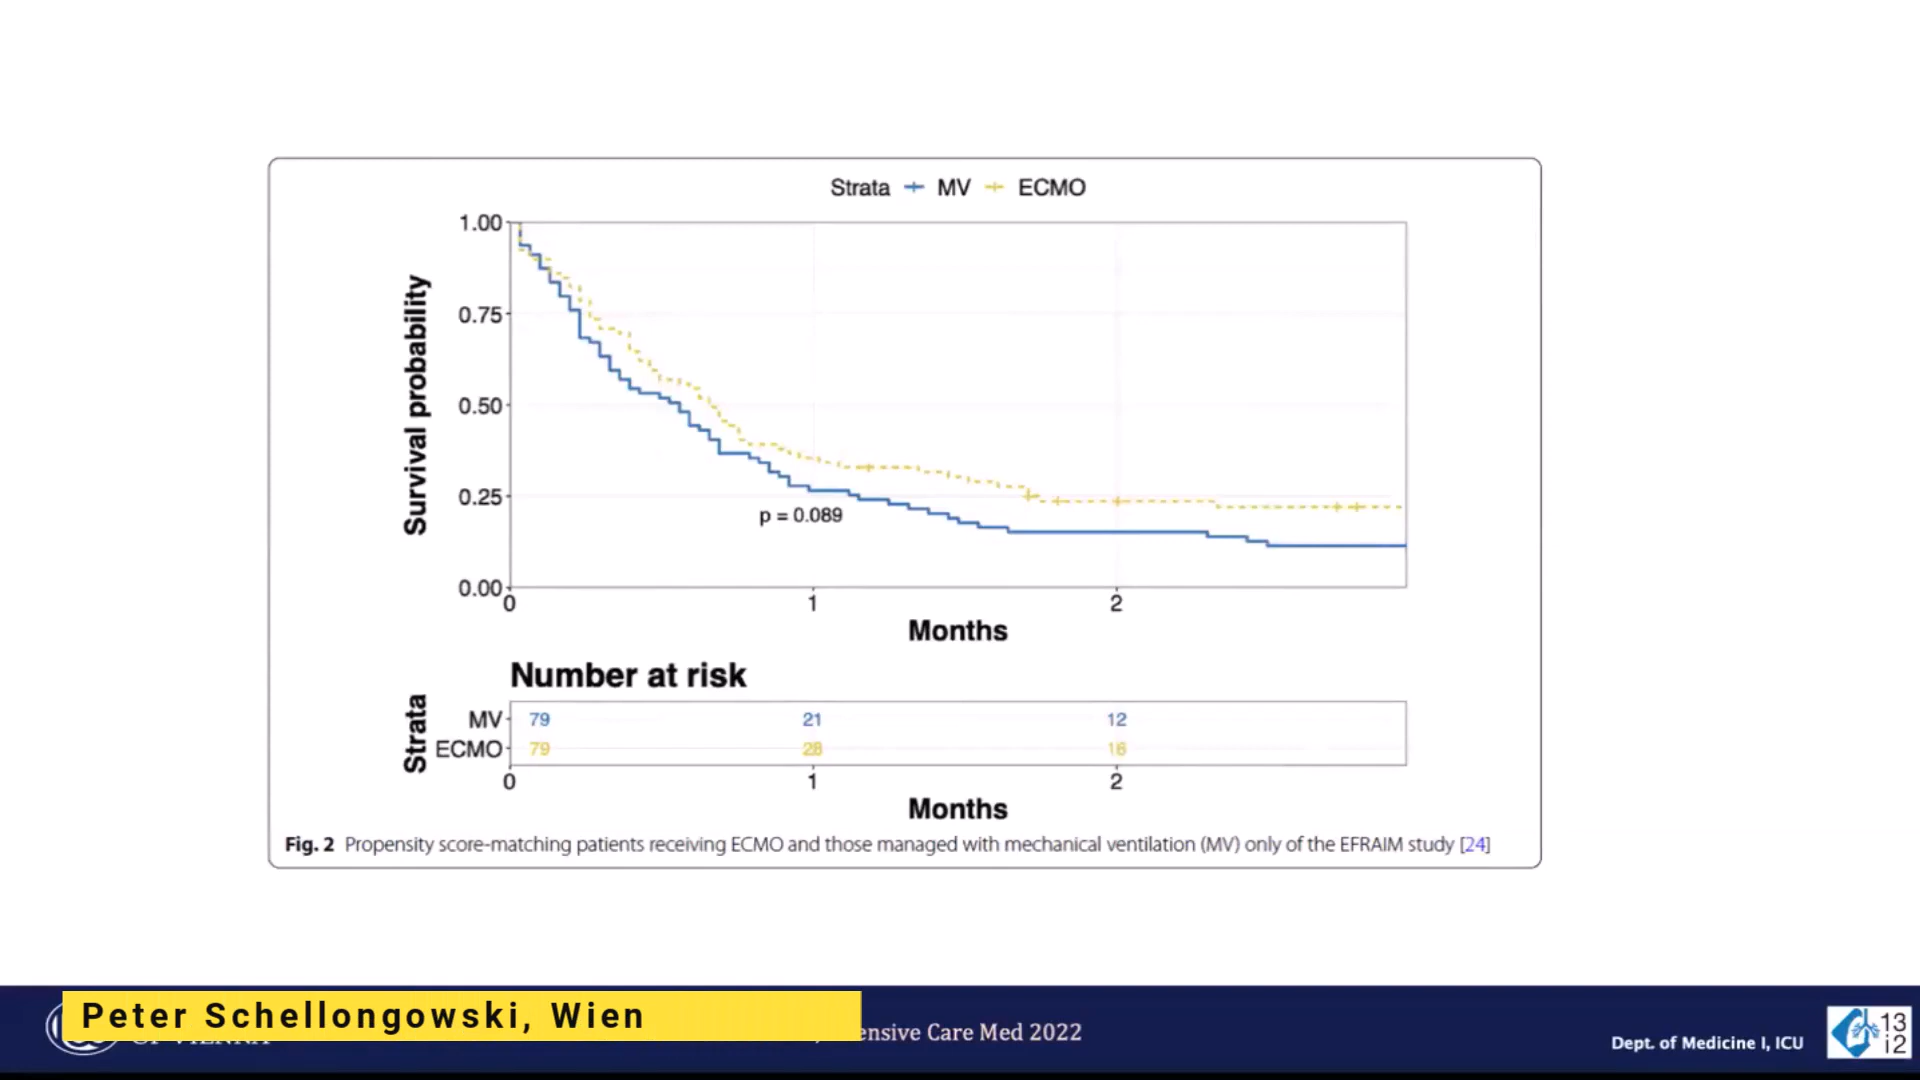 Strata MV ECMO
1.00
0.75
0.50
0.25
0.00
Survival probability
p = 0.089
0 1 2
Months
Number at risk
Strata
MV 79 21 12
ECMO 79 28 16
0 1 2
Months
Fig. 2 Propensity score-matching patients receiving ECMO and those managed with mechanical ventilation (MV) only of the EFRAIM study [24]
Peter Schellongowski, Wien
ensive Care Med 2022
Dept. of Medicine I, ICU
13
i2